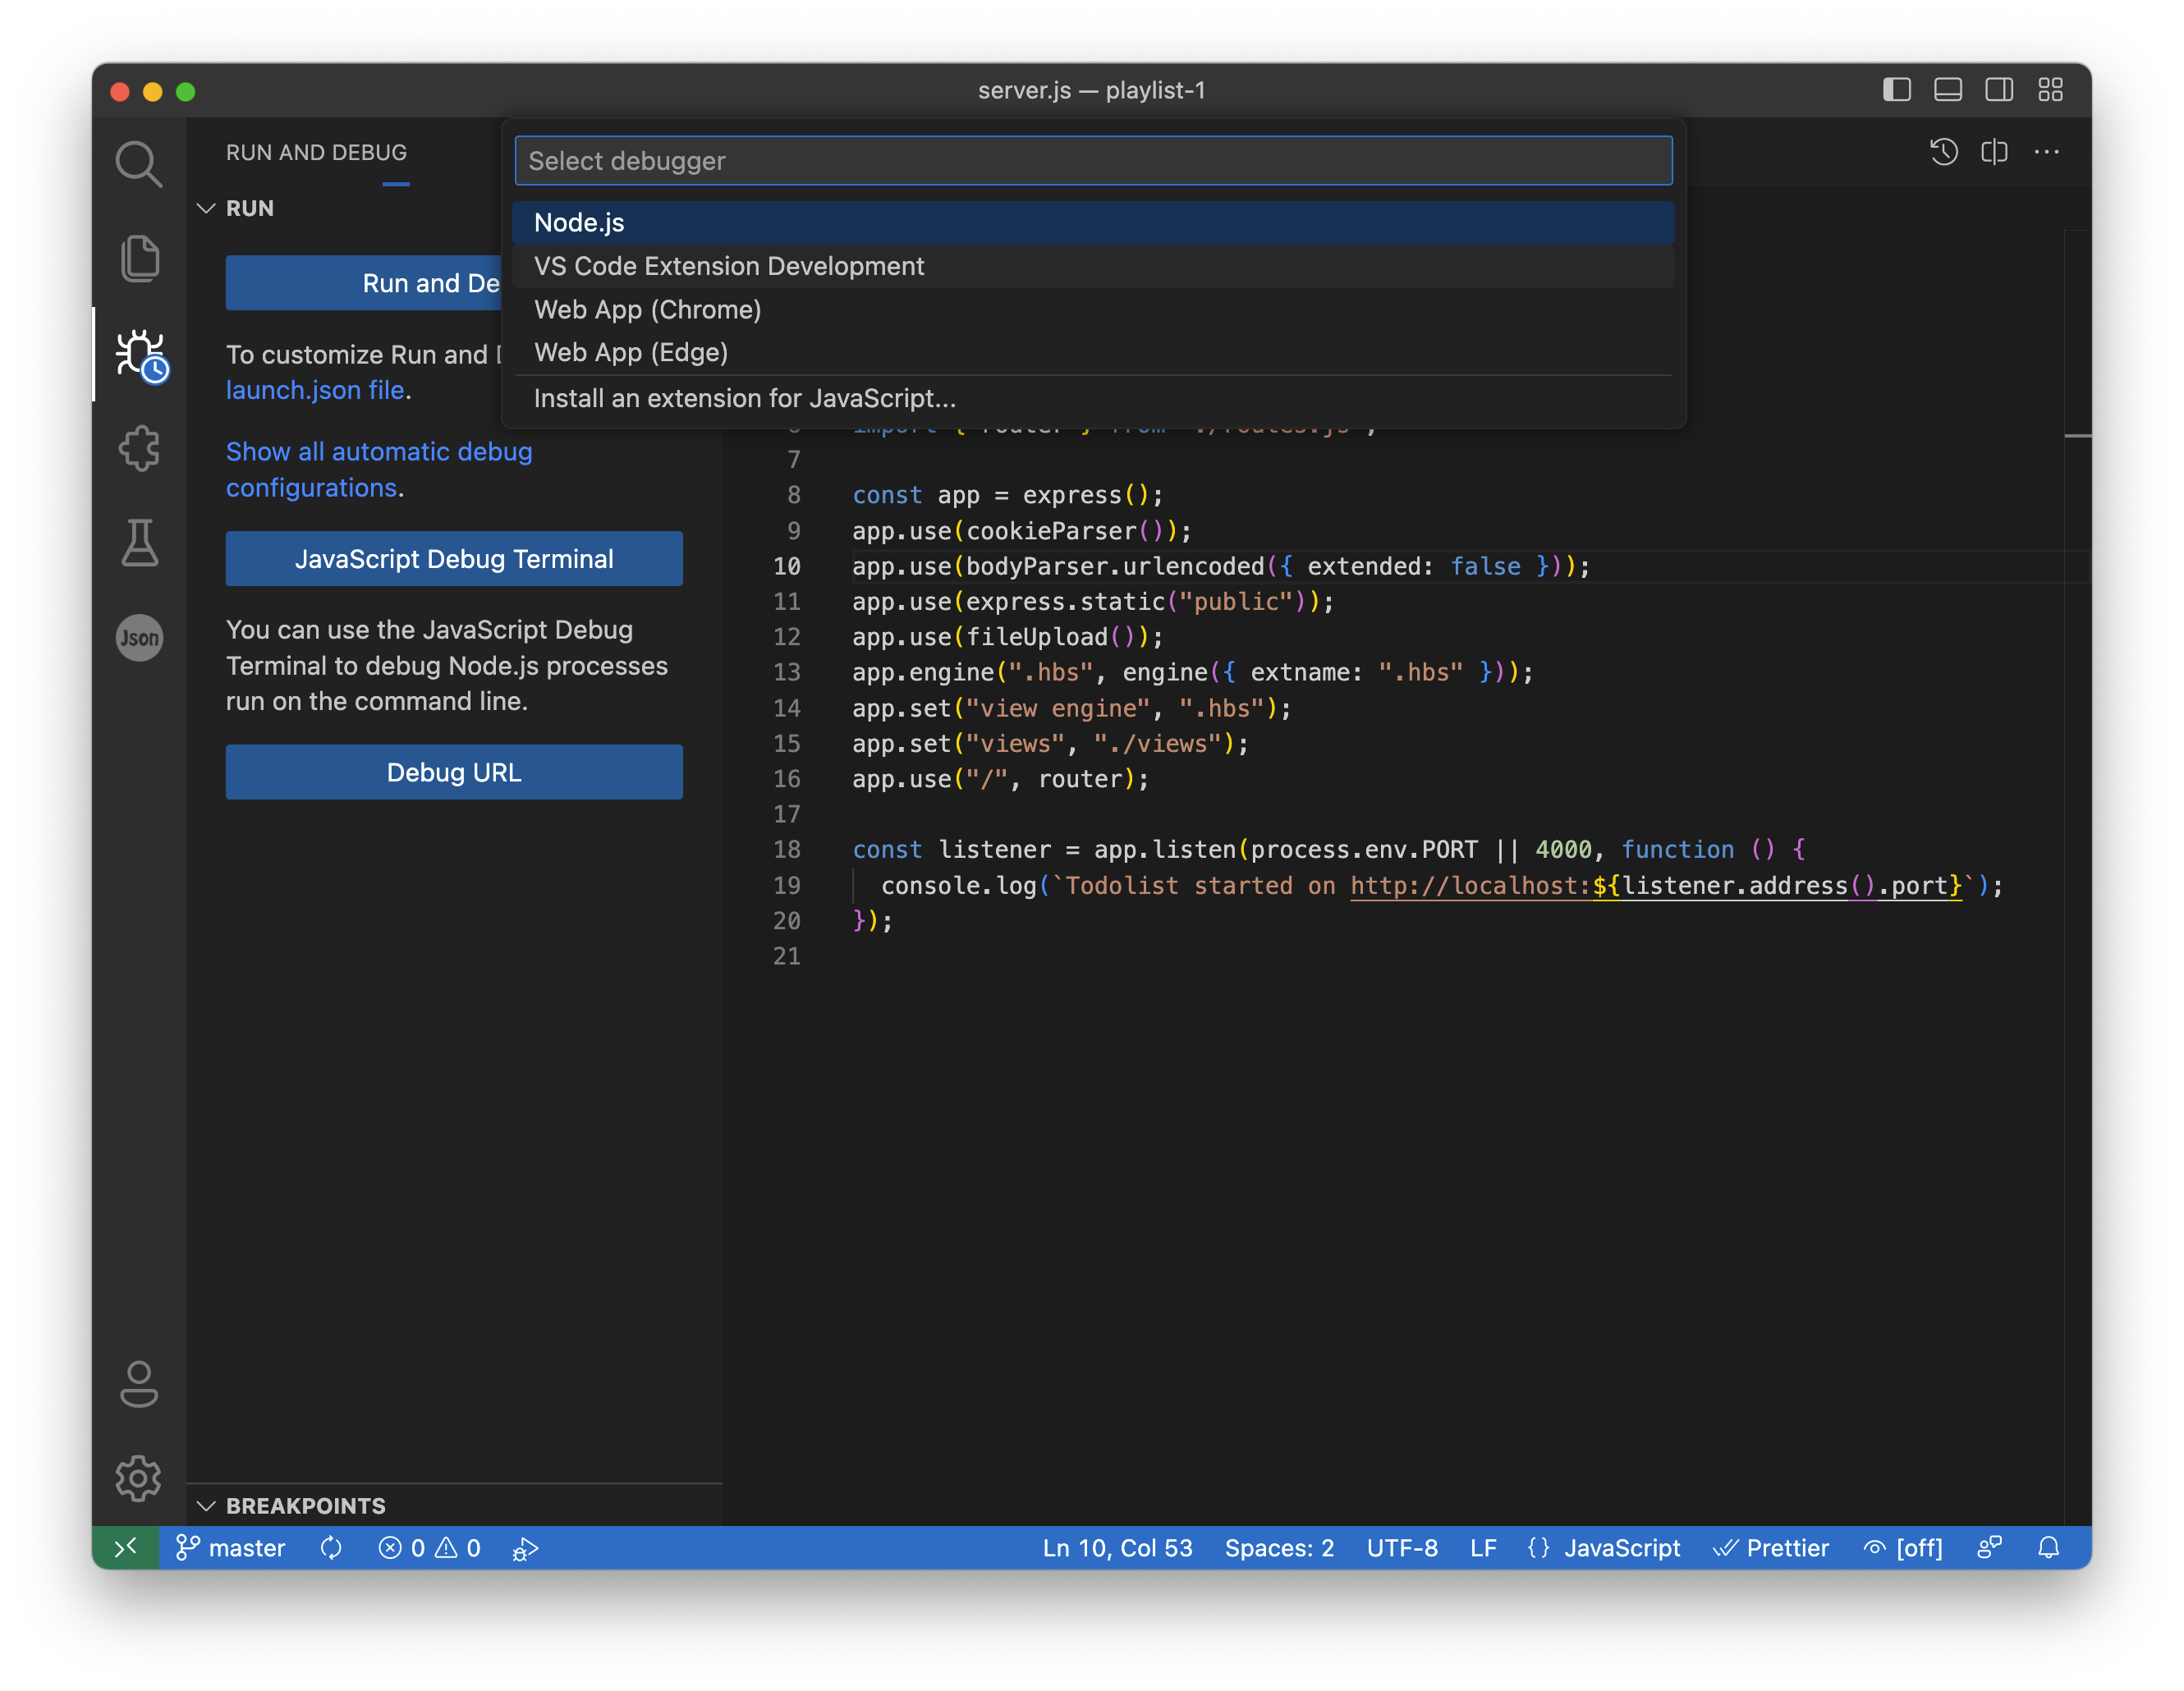 server.js — playlist-1
RUN AND DEBUG
RUN
Run and De
To customize Run and
launch.json file.
Show all automatic debug
configurations.
JavaScript Debug Terminal
You can use the JavaScript Debug
Terminal to debug Node.js processes
run on the command line.
Debug URL
BREAKPOINTS
Json
Select debugger
Node.js
VS Code Extension Development
Web App (Chrome)
Web App (Edge)
Install an extension for JavaScript...
6 import { router } from "./routes.js";
7
8 const app = express();
9 app.use(cookieParser());
10 app.use(bodyParser.urlencoded({ extended: false }));
11 app.use(express.static("public"));
12 app.use(fileUpload());
13 app.engine(".hbs", engine({ extname: ".hbs" }));
14 app.set("view engine", ".hbs");
15 app.set("views", "./views");
16 app.use("/", router);
17
18 const listener = app.listen(process.env.PORT || 4000, function () {
19 console.log(`Todolist started on http://localhost:${listener.address().port}`);
20 });
21
master 0 0 Ln 10, Col 53 Spaces: 2 UTF-8 LF {} JavaScript Prettier [off]